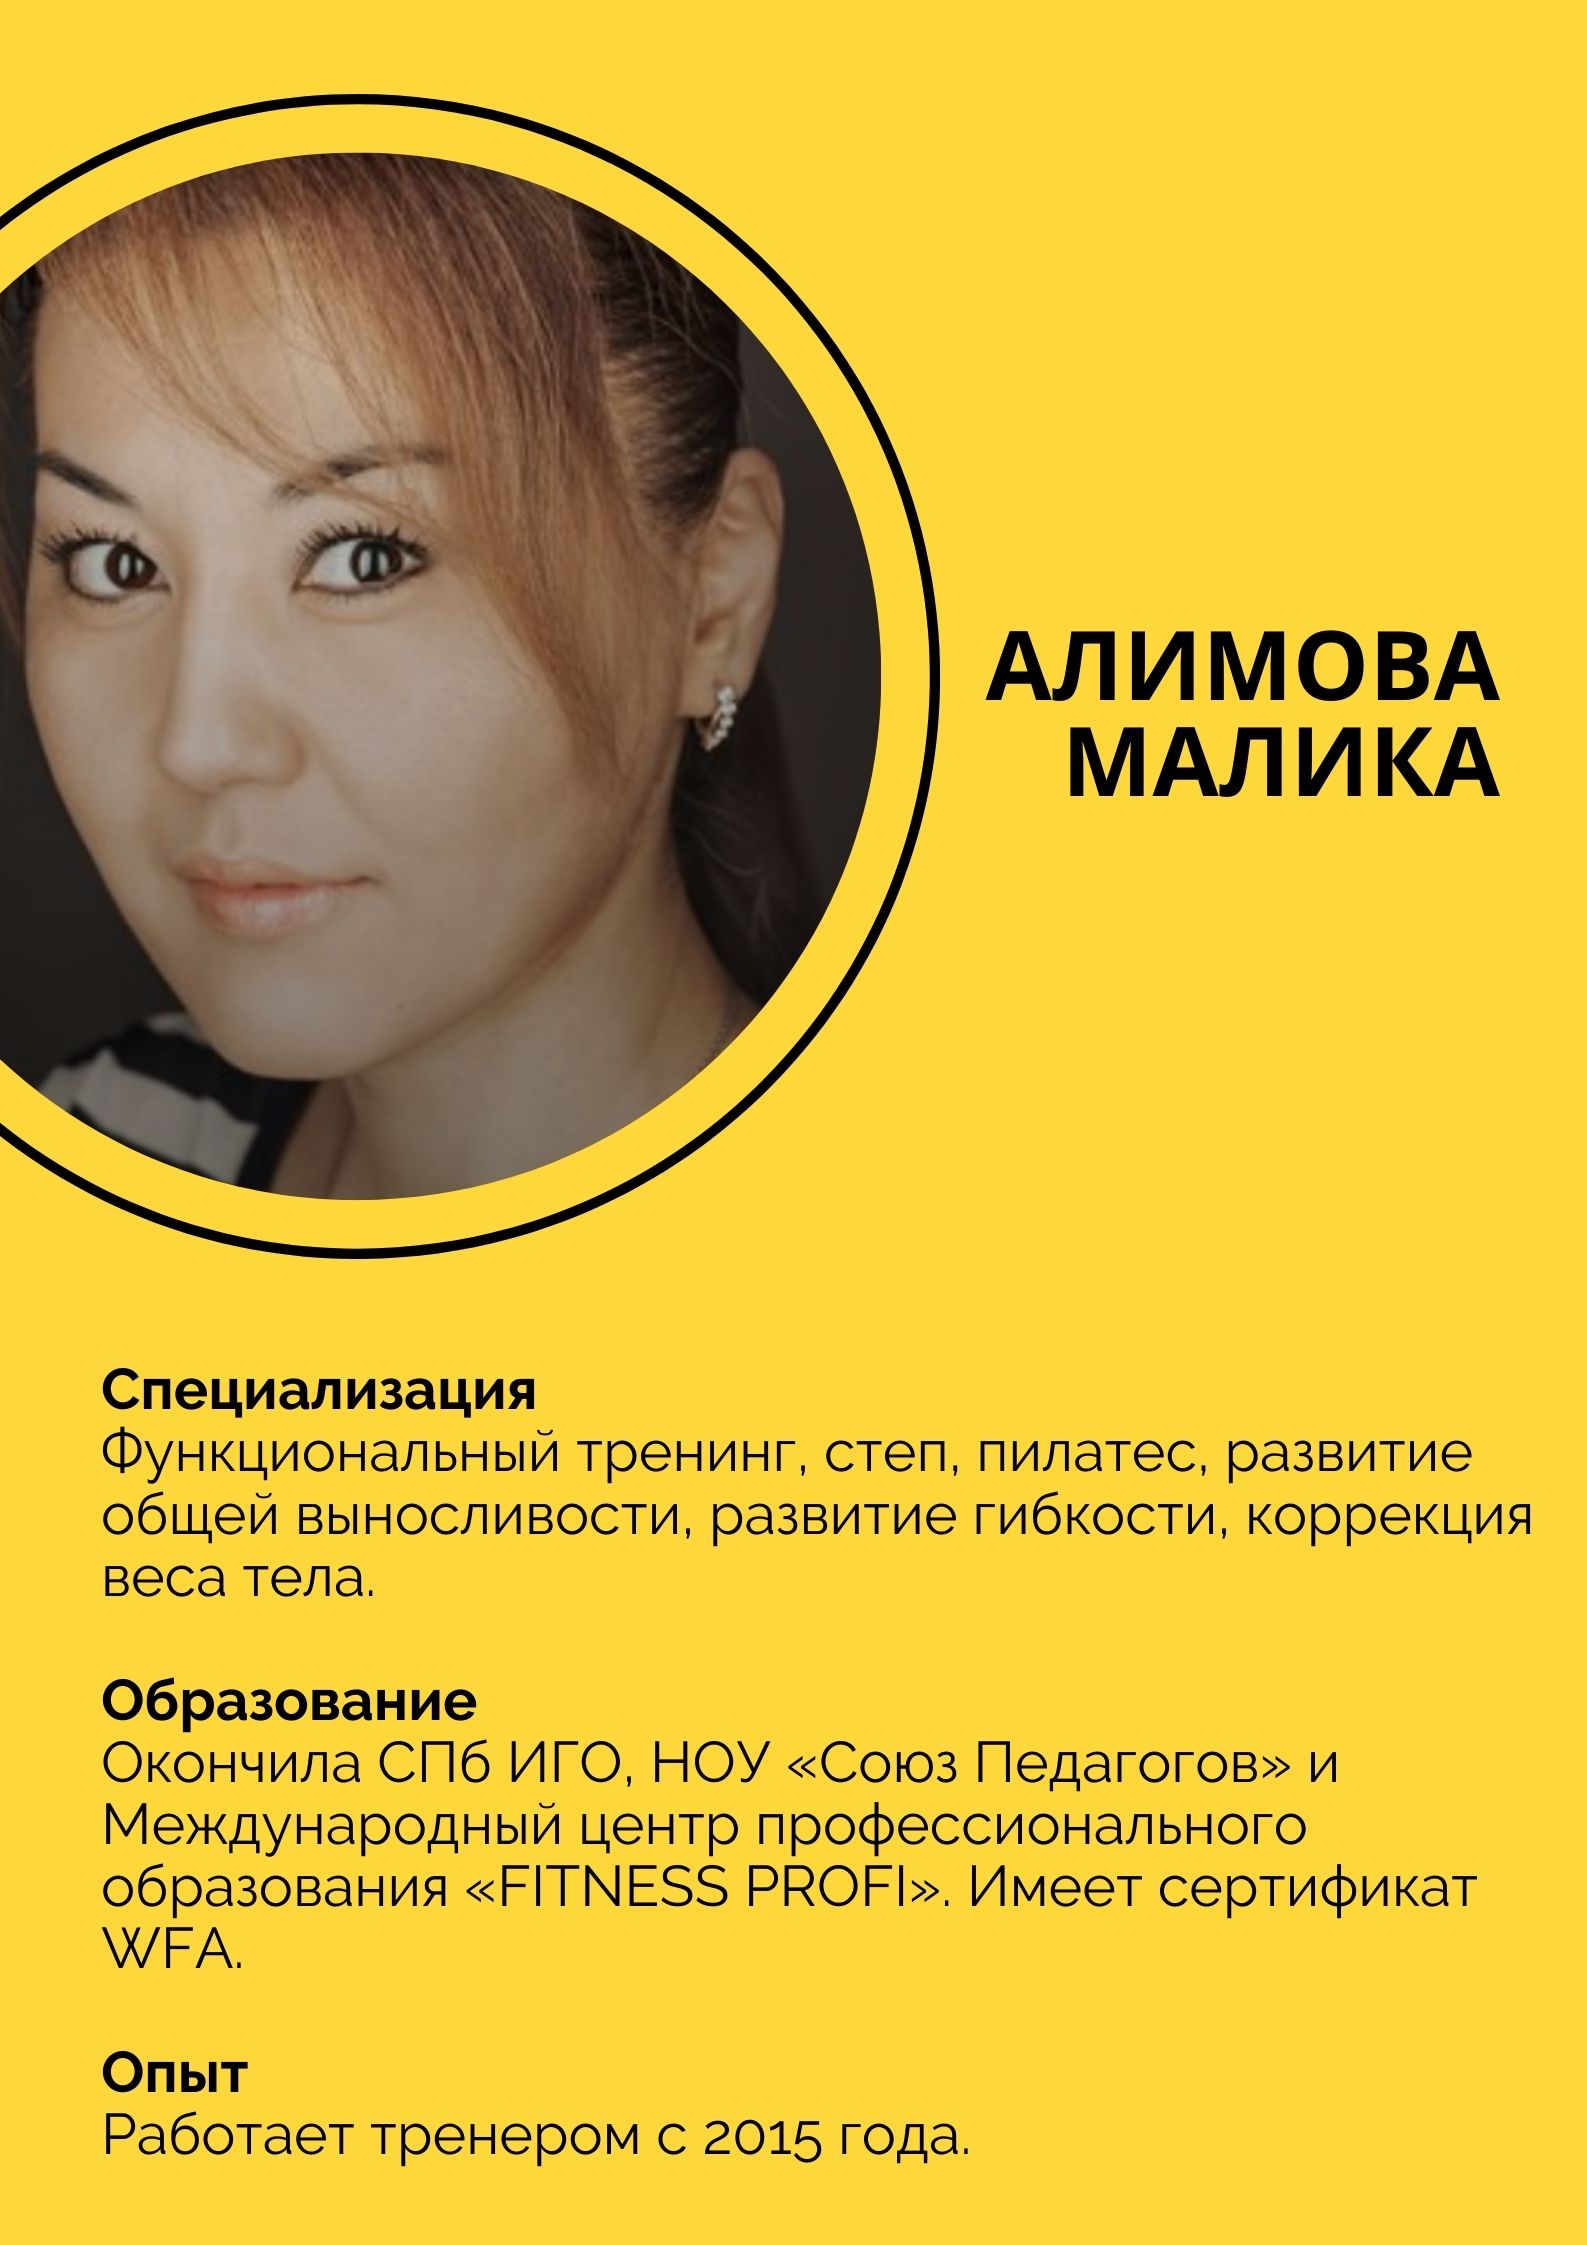 АЛИМОВА
МАЛИКА
Специализация
Функциональный тренинг, степ, пилатес, развитие
общей выносливости, развитие гибкости, коррекция
веса тела.
Образование
Окончила СПб ИГО, НОУ «Союз Педагогов» и
Международный центр профессионального
образования «FITNESS PROFI». Имеет сертификат
WFA.
Опыт
Работает тренером с 2015 года.